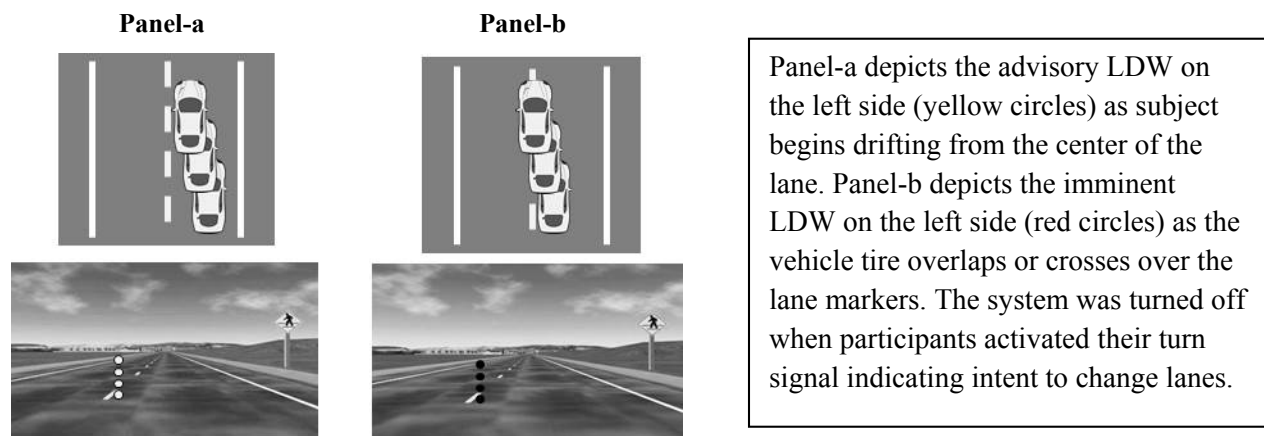 Panel-a
Panel-b
Panel-a depicts the advisory LDW on
the left side (yellow circles) as subject
begins drifting from the center of the
lane. Panel-b depicts the imminent
LDW on the left side (red circles) as the
vehicle tire overlaps or crosses over the
lane markers. The system was turned off
when participants activated their turn
signal indicating intent to change lanes.